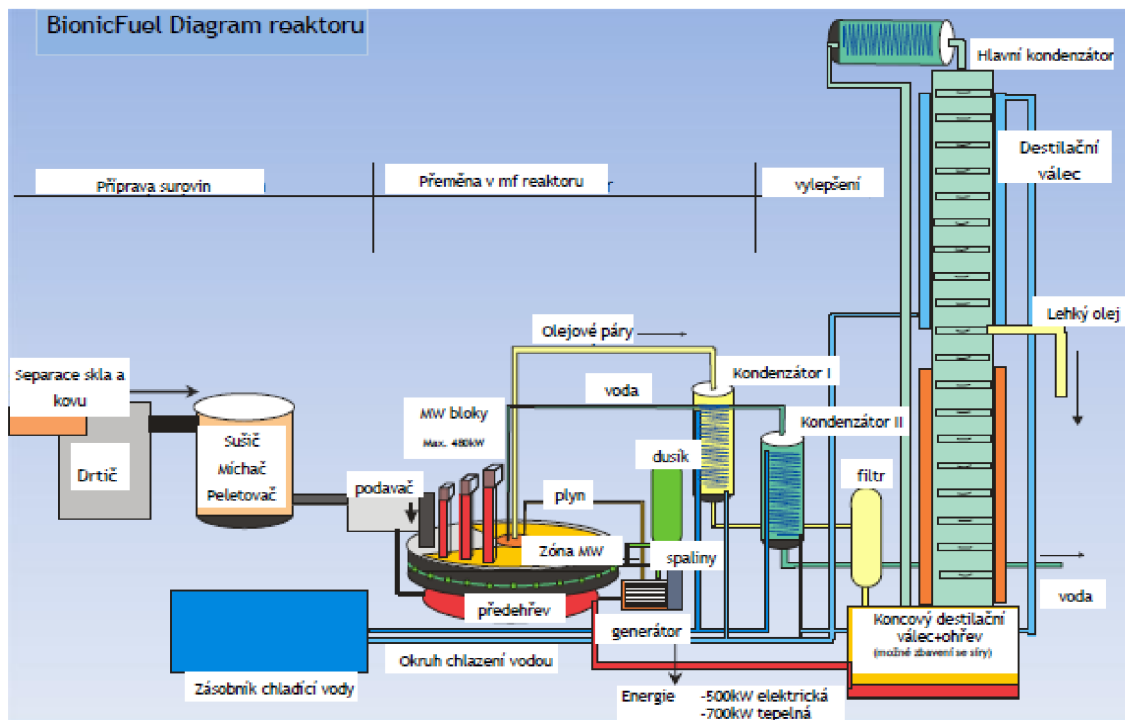 BionicFuel Diagram reaktoru
Hlavní kondenzátor
Destilační
válec
Příprava surovin
Přeměna v mf reaktoru
vylepšení
Lehký olej
Olejové páry
Separace skla a
kovu
Kondenzátor I
voda
MW bloky
Max. 480kW
Kondenzátor II
Sušič
Míchač
Peletovač
Drtič
dusík
filtr
podavač
plyn
Zóna MW
spaliny
voda
předehřev
generátor
Koncový destilační
válec+ohřev
(možné zbavení se síry)
Okruh chlazení vodou
Zásobník chladící vody
Energie -500kW elektrická
-700kW tepelná